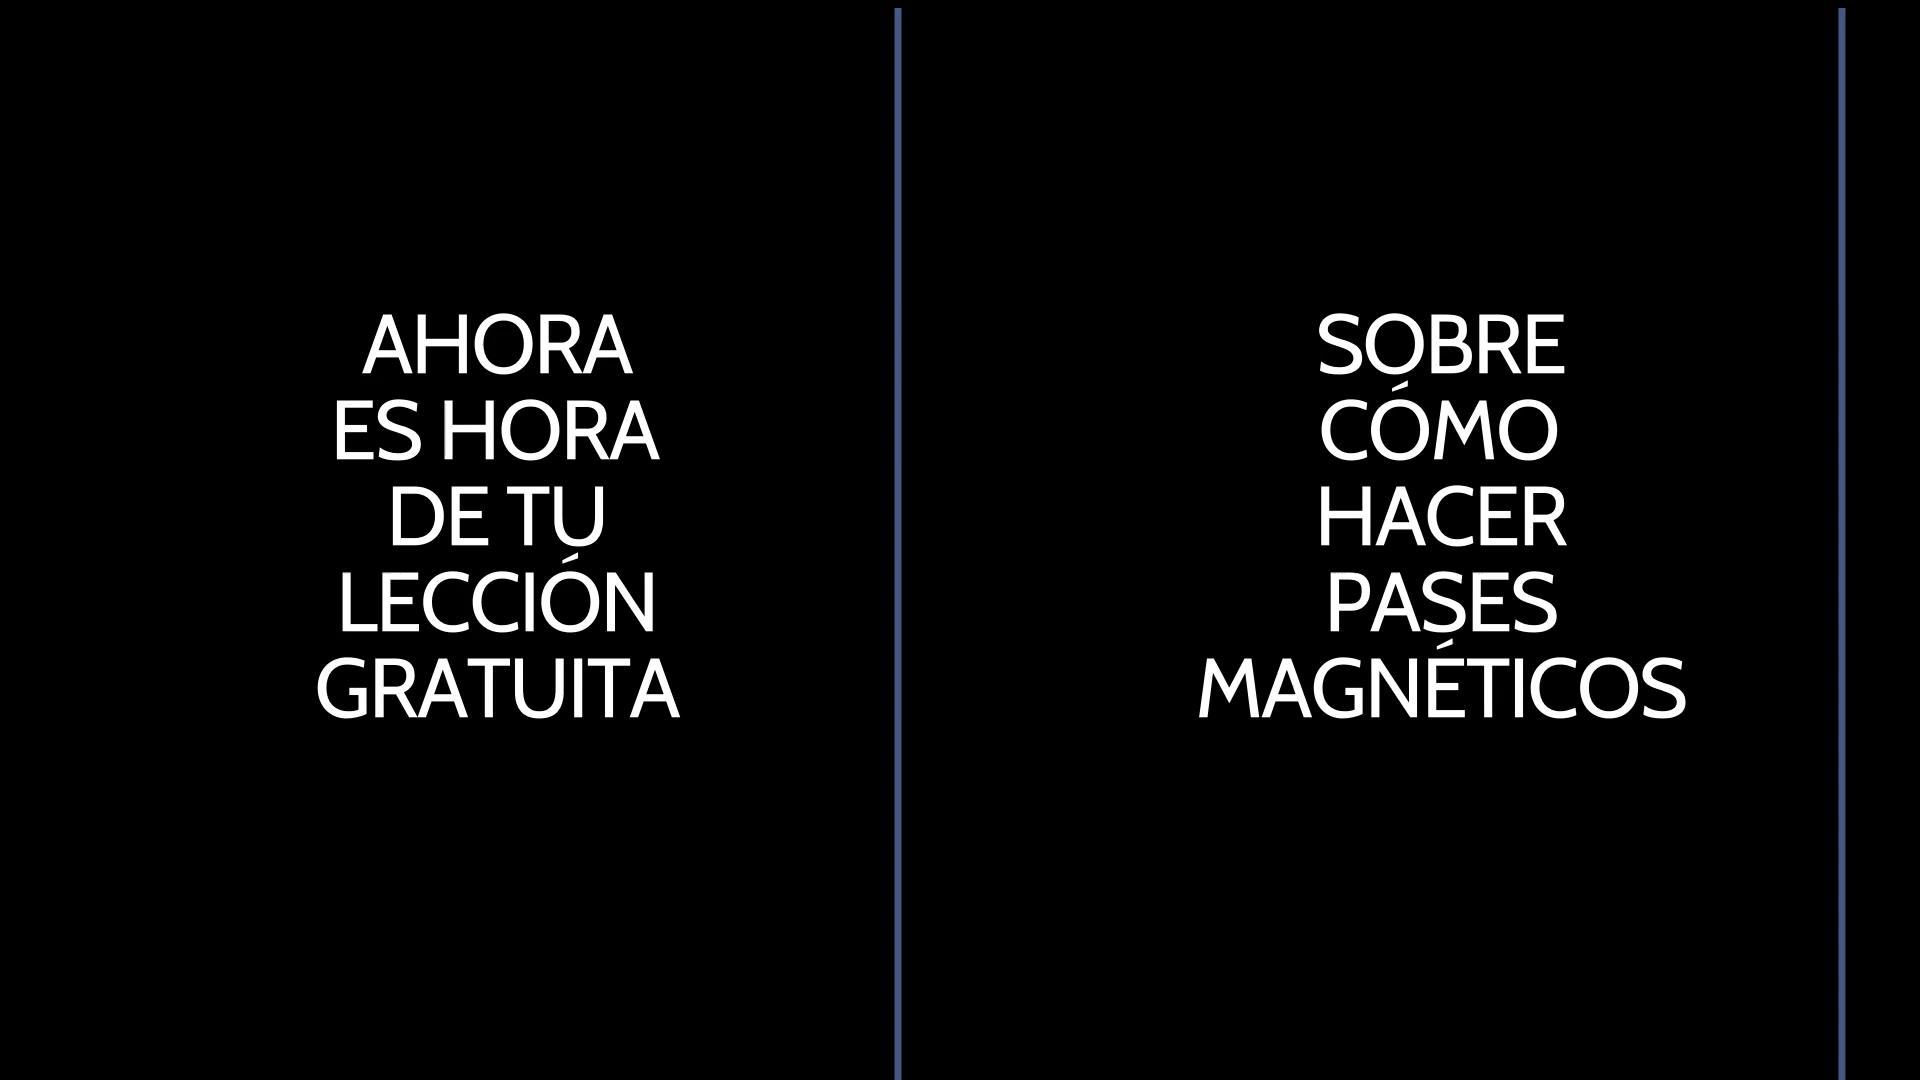 AHORA
ES HORA
DE TU
LECCIÓN
GRATUITA
SOBRE
CÓMO
HACER
PASES
MAGNÉTICOS